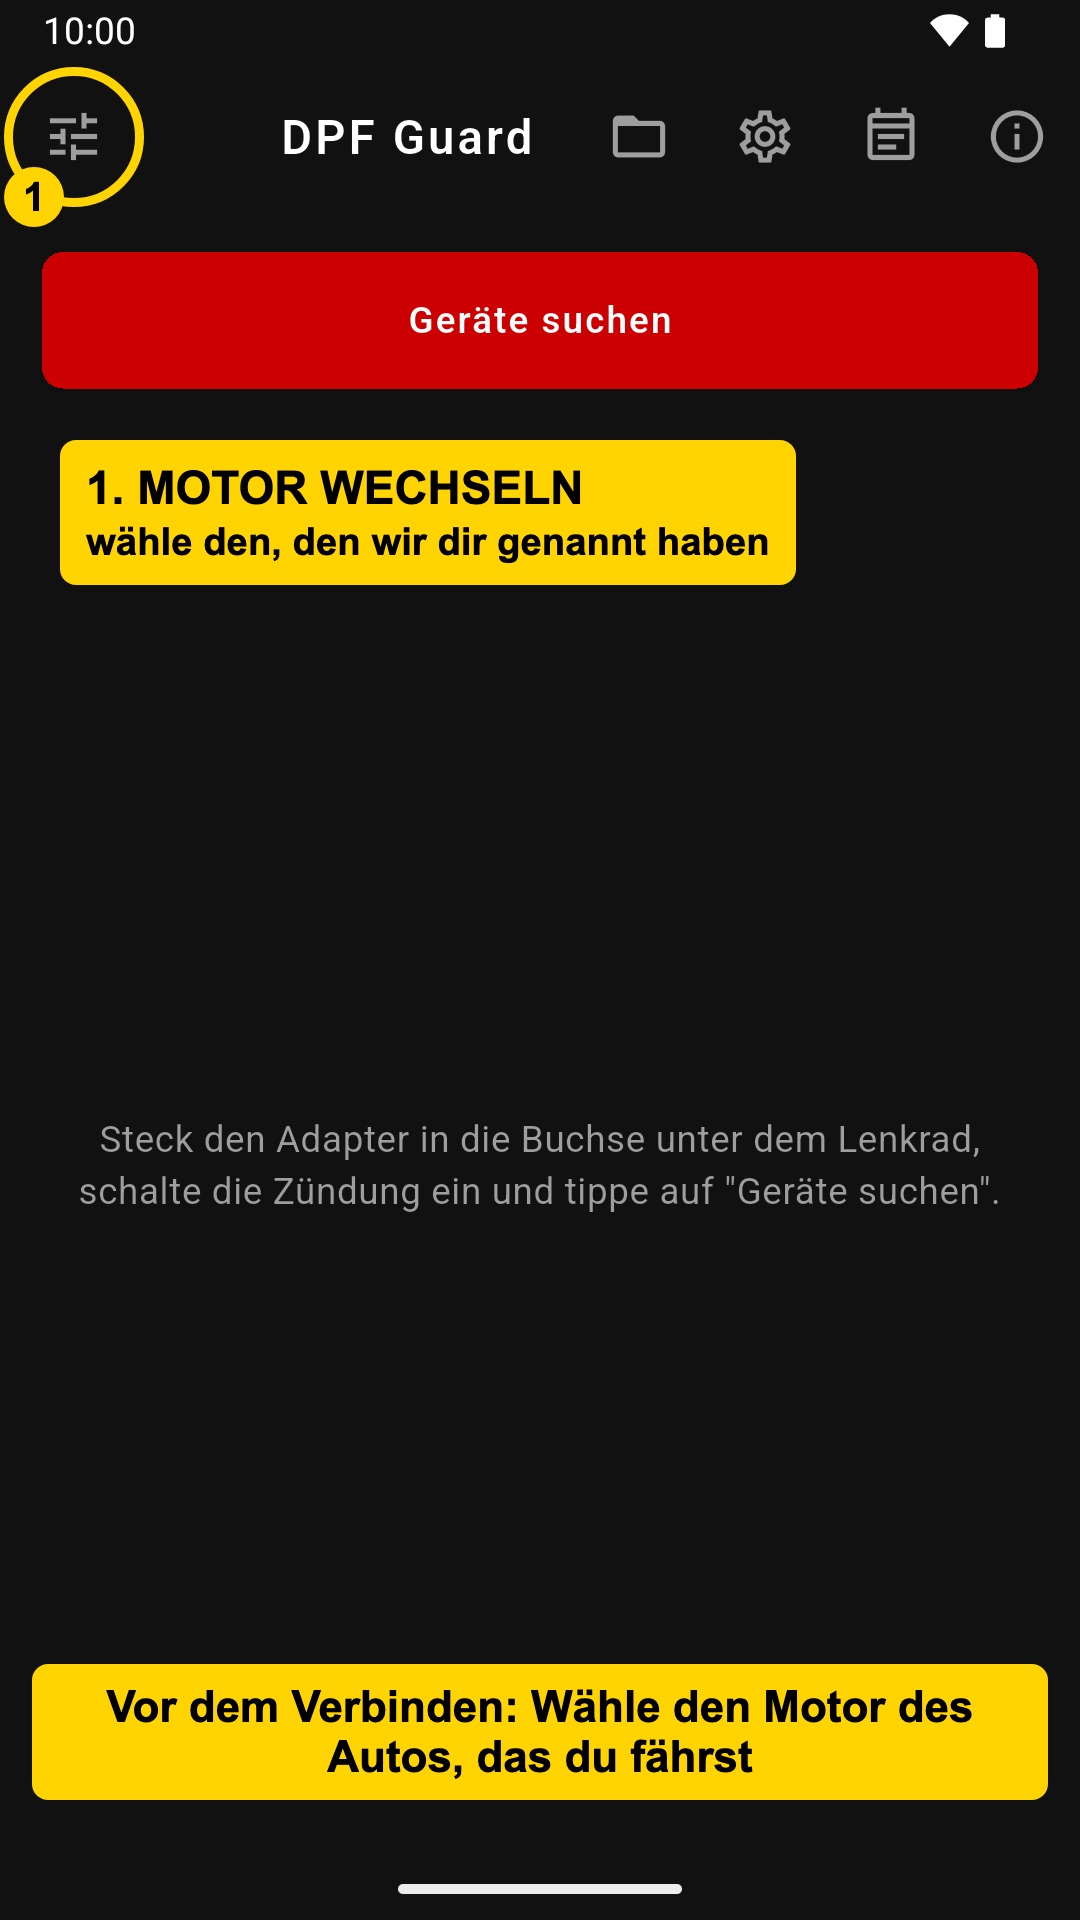 10:00
DPF Guard
1
Geräte suchen
1. MOTOR WECHSELN
wähle den, den wir dir genannt haben
Steck den Adapter in die Buchse unter dem Lenkrad,
schalte die Zündung ein und tippe auf "Geräte suchen".
Vor dem Verbinden: Wähle den Motor des
Autos, das du fährst